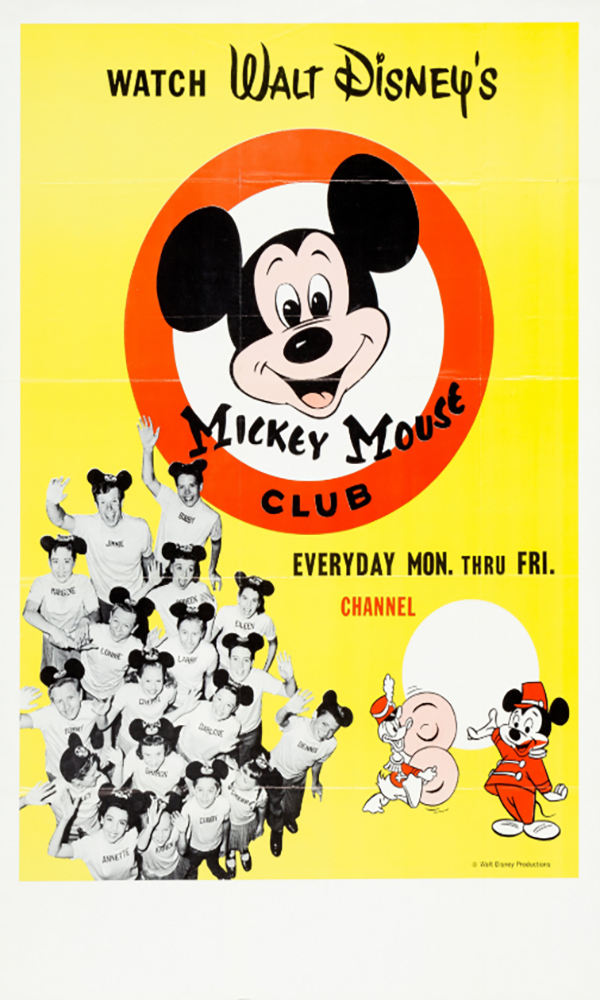 WATCH WALT DISNEY'S
MICKEY MOUSE
CLUB
EVERYDAY MON. THRU FRI.
CHANNEL
BOBBY
JIMMIE
MARGENE
DOREEN
EILEEN
LONNIE
LARRY
TOMMY
CHERYL
DARLENE
DENNIS
SHARON
CUBBY
KAREN
ANNETTE
© Walt Disney Productions